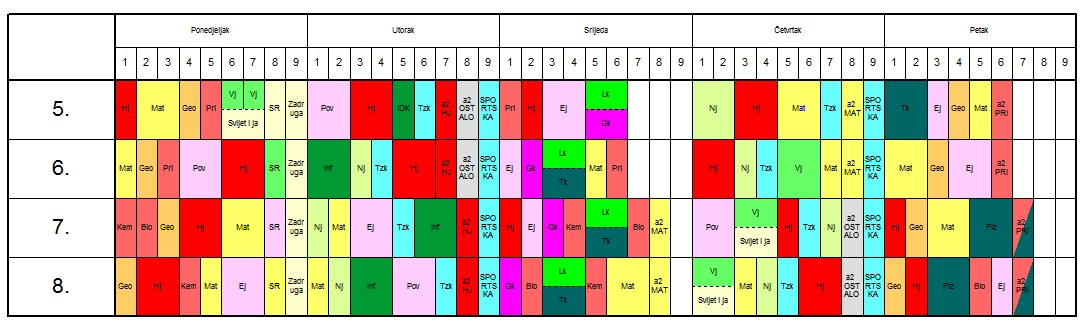 Ponedjeljak Utorak Srijeda Četvrtak Petak
1 2 3 4 5 6 7 8 9 1 2 3 4 5 6 7 8 9 1 2 3 4 5 6 7 8 9 1 2 3 4 5 6 7 8 9 1 2 3 4 5 6 7 8 9
5. Hj Mat Geo Pri Vj Vj Svijet i ja SR Zadruga Pov Hj IDK Tzk a2 HJ a2 OSTALO SPORTSKA Pri Hj Ej Lk Gk Nj Hj Mat Tzk a2 MAT SPORTSKA Tk Ej Geo Mat a2 PRI
6. Mat Geo Pri Pov Hj SR Zadruga Inf Nj Tzk Hj a2 HJ a2 OSTALO SPORTSKA Ej Gk Lk Tk Mat Pri Hj Nj Tzk Vj Mat a2 MAT SPORTSKA Mat Geo Ej a2 PRI
7. Kem Bio Geo Hj Mat SR Zadruga Nj Mat Ej Tzk Inf a2 HJ SPORTSKA Hj Ej Gk Kem Lk Tk Bio a2 MAT Pov Vj Svijet i ja Hj Tzk Nj a2 OSTALO SPORTSKA Hj Geo Mat Fiz a2 PRI
8. Geo Hj Kem Mat Ej SR Zadruga Mat Nj Inf Pov Tzk a2 HJ SPORTSKA Gk Bio Lk Tk Kem Mat a2 MAT Vj Svijet i ja Mat Nj Tzk Hj a2 OSTALO SPORTSKA Geo Hj Fiz Bio Ej a2 PRI